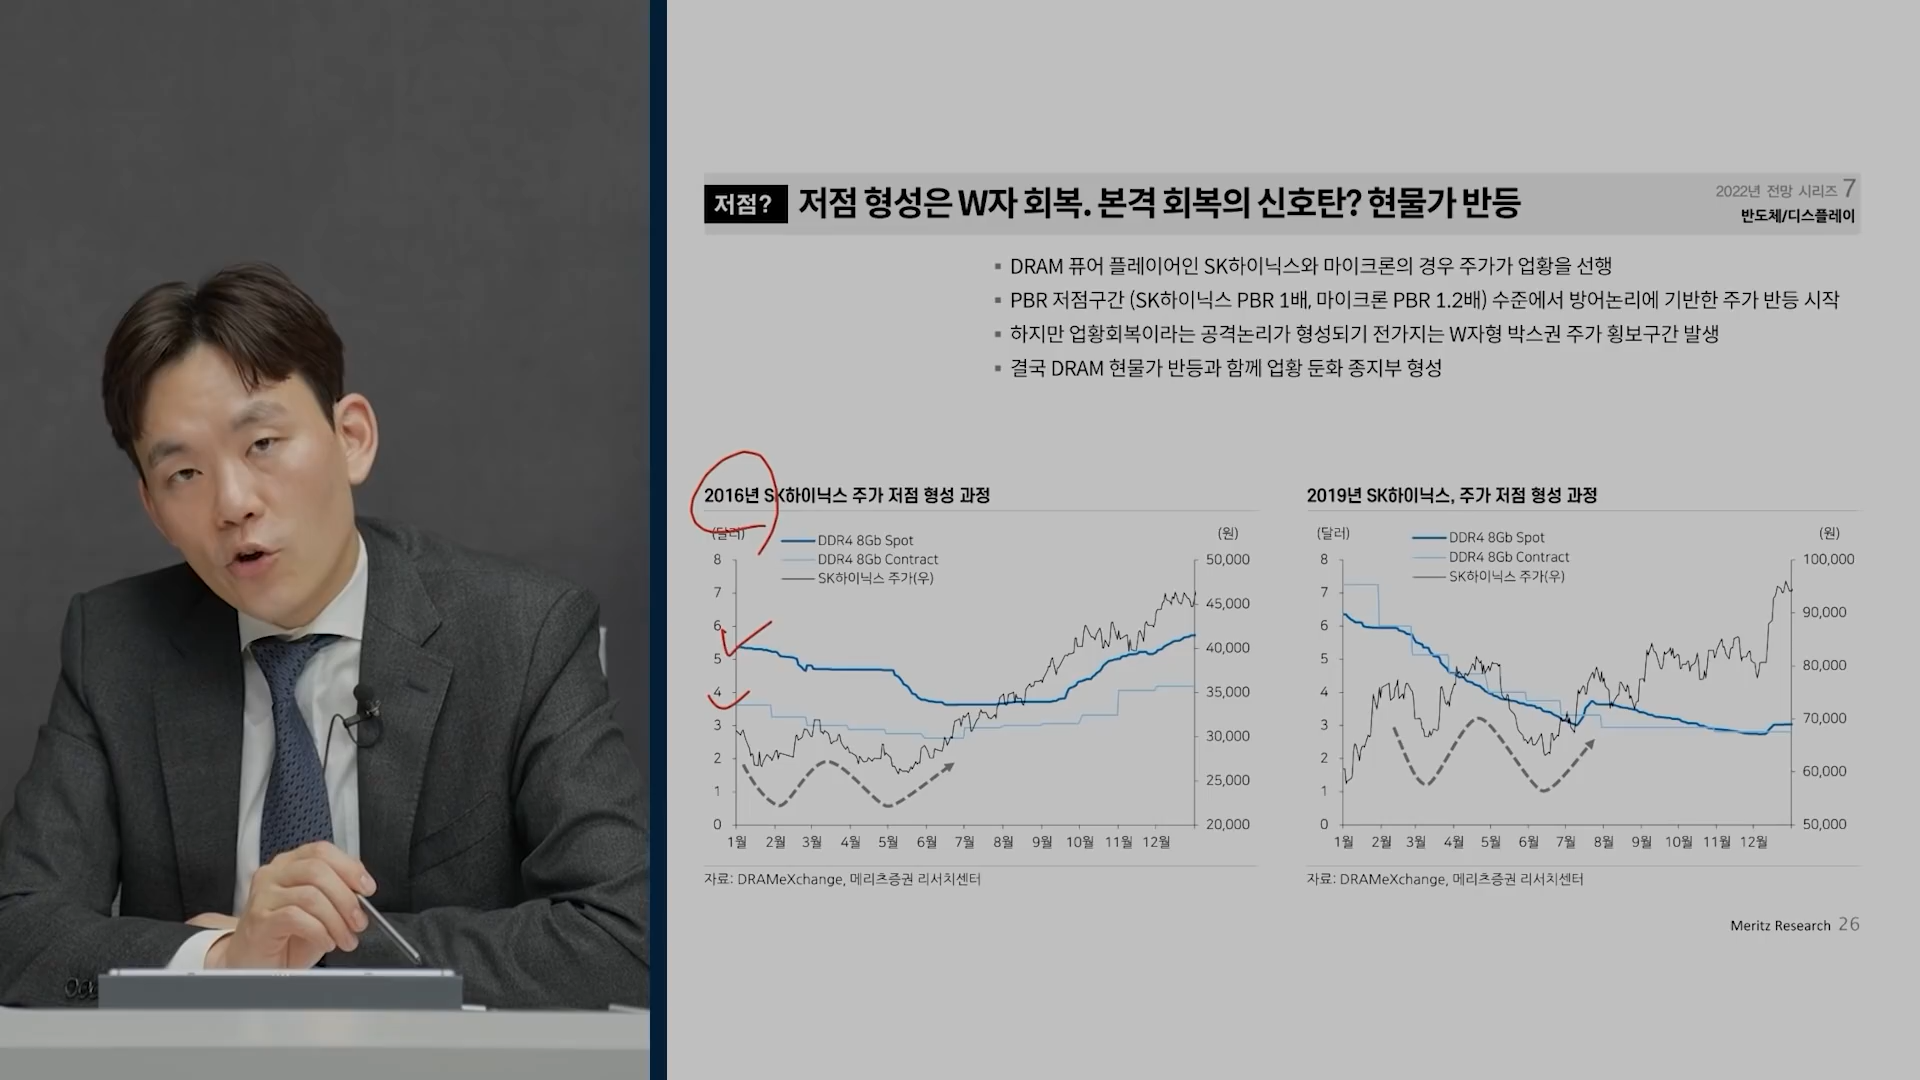 저점?
저점 형성은 W자 회복. 본격 회복의 신호탄? 현물가 반등
2022년 전망 시리즈 7
반도체/디스플레이
▪ DRAM 퓨어 플레이어인 SK하이닉스와 마이크론의 경우 주가가 업황을 선행
▪ PBR 저점구간 (SK하이닉스 PBR 1배, 마이크론 PBR 1.2배) 수준에서 방어논리에 기반한 주가 반등 시작
▪ 하지만 업황회복이라는 공격논리가 형성되기 전가지는 W자형 박스권 주가 횡보구간 발생
▪ 결국 DRAM 현물가 반등과 함께 업황 둔화 종지부 형성
2016년 SK하이닉스 주가 저점 형성 과정
(달러)
(원)
DDR4 8Gb Spot
DDR4 8Gb Contract
SK하이닉스 주가(우)
8
7
6
5
4
3
2
1
0
50,000
45,000
40,000
35,000
30,000
25,000
20,000
1월 2월 3월 4월 5월 6월 7월 8월 9월 10월 11월 12월
자료: DRAMeXchange, 메리츠증권 리서치센터
2019년 SK하이닉스, 주가 저점 형성 과정
(달러)
(원)
DDR4 8Gb Spot
DDR4 8Gb Contract
SK하이닉스 주가(우)
8
7
6
5
4
3
2
1
0
100,000
90,000
80,000
70,000
60,000
50,000
1월 2월 3월 4월 5월 6월 7월 8월 9월 10월 11월 12월
자료: DRAMeXchange, 메리츠증권 리서치센터
Meritz Research 26